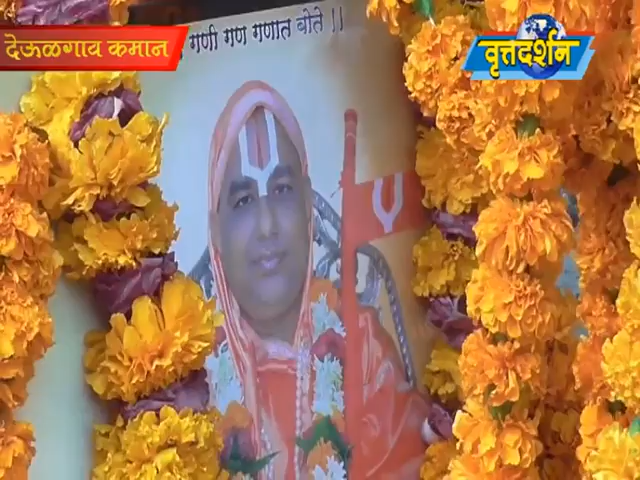 देऊळगाव कमान
गणी गण गणात बोते ||
वृत्तदर्शन